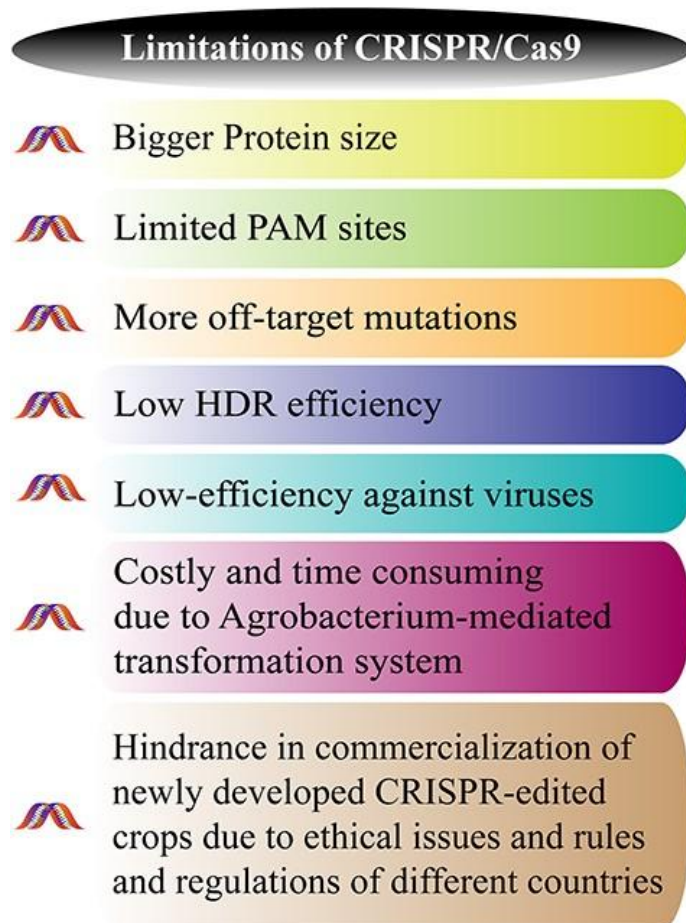 Limitations of CRISPR/Cas9
Bigger Protein size
Limited PAM sites
More off-target mutations
Low HDR efficiency
Low-efficiency against viruses
Costly and time consuming
due to Agrobacterium-mediated
transformation system
Hindrance in commercialization of
newly developed CRISPR-edited
crops due to ethical issues and rules
and regulations of different countries